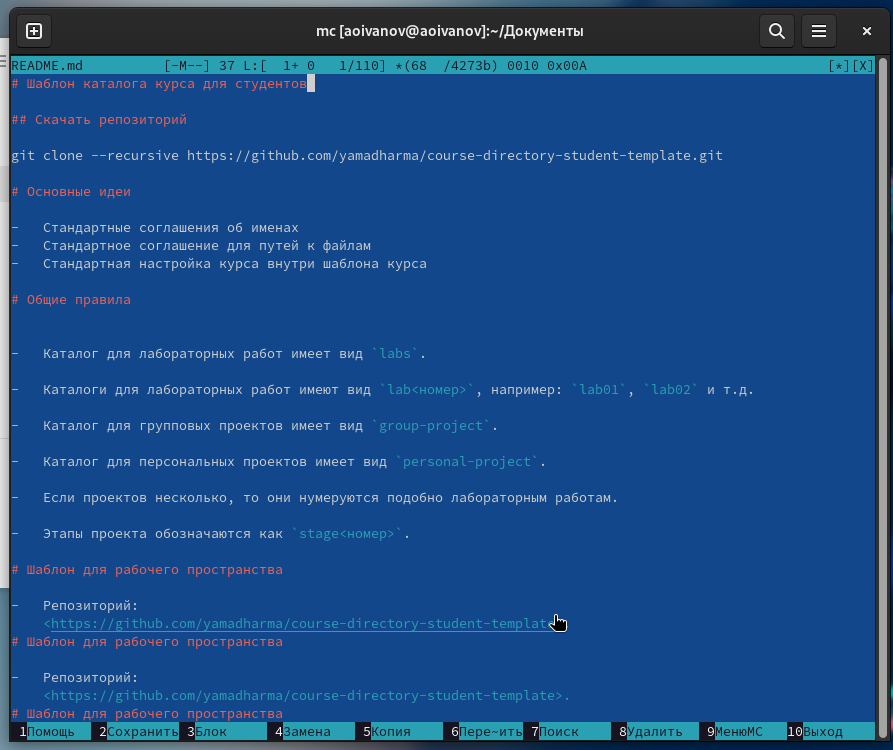 mc [aoivanov@aoivanov]:~/Документы
README.md [-M--] 37 L:[ 1+ 0 1/110] *(68 /4273b) 0010 0x00A [*][X]
# Шаблон каталога курса для студентов
## Скачать репозиторий
git clone --recursive https://github.com/yamadharma/course-directory-student-template.git
# Основные идеи
- Стандартные соглашения об именах
- Стандартное соглашение для путей к файлам
- Стандартная настройка курса внутри шаблона курса
# Общие правила
- Каталог для лабораторных работ имеет вид `labs`.
- Каталоги для лабораторных работ имеют вид `lab<номер>`, например: `lab01`, `lab02` и т.д.
- Каталог для групповых проектов имеет вид `group-project`.
- Каталог для персональных проектов имеет вид `personal-project`.
- Если проектов несколько, то они нумеруются подобно лабораторным работам.
- Этапы проекта обозначаются как `stage<номер>`.
# Шаблон для рабочего пространства
- Репозиторий:
<https://github.com/yamadharma/course-directory-student-templat
# Шаблон для рабочего пространства
- Репозиторий:
<https://github.com/yamadharma/course-directory-student-template>.
# Шаблон для рабочего пространства
1Помощь 2Сохранить 3Блок 4Замена 5Копия 6Пере~ить 7Поиск 8Удалить 9МенюMC 10Выход